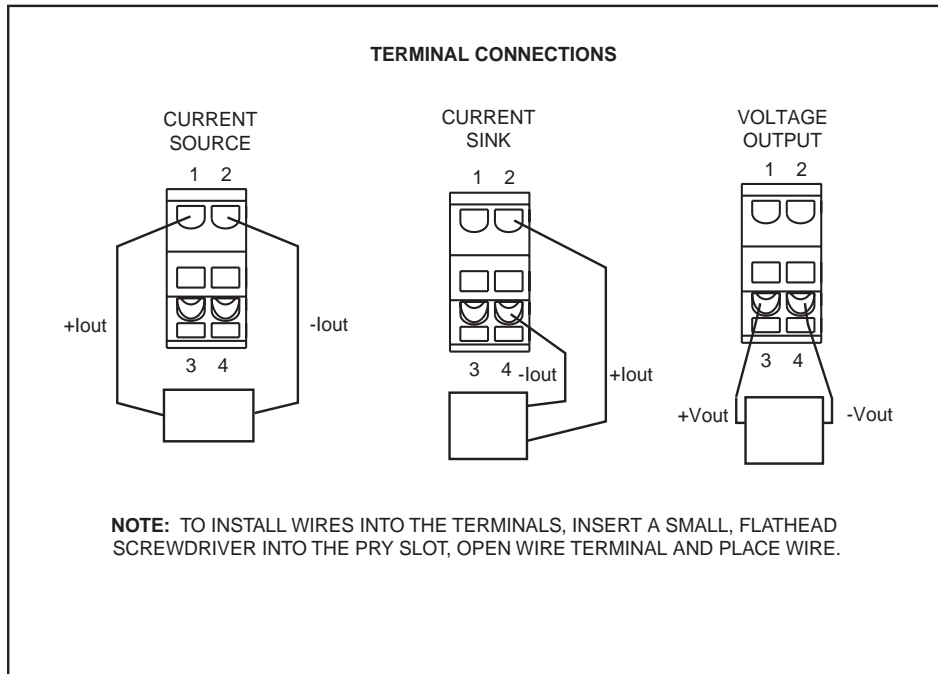 TERMINAL CONNECTIONS
CURRENT
SOURCE
1 2
+Iout
-Iout
3 4
CURRENT
SINK
1 2
3 4
-Iout
+Iout
VOLTAGE
OUTPUT
1 2
3 4
+Vout
-Vout
NOTE: TO INSTALL WIRES INTO THE TERMINALS, INSERT A SMALL, FLATHEAD
SCREWDRIVER INTO THE PRY SLOT, OPEN WIRE TERMINAL AND PLACE WIRE.